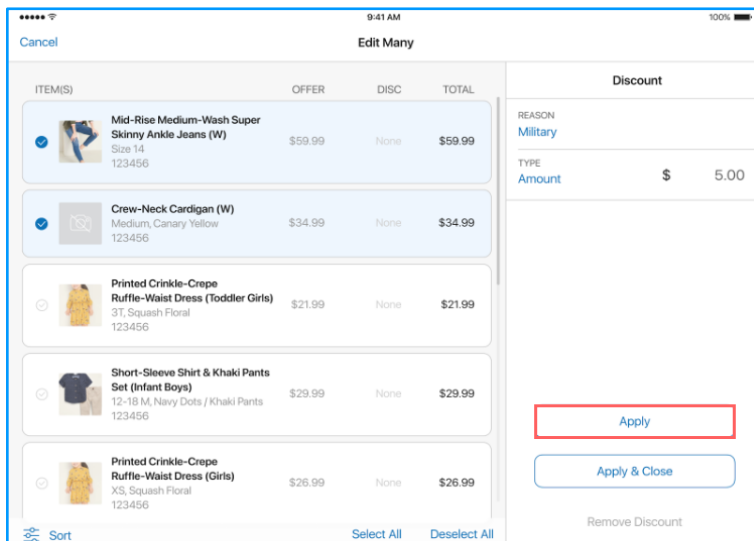 9:41 AM
100%
Cancel
Edit Many
ITEM(S) OFFER DISC TOTAL
Mid-Rise Medium-Wash Super
Skinny Ankle Jeans (W)
Size 14
123456
$59.99 None $59.99
Crew-Neck Cardigan (W)
Medium, Canary Yellow
123456
$34.99 None $34.99
Printed Crinkle-Crepe
Ruffle-Waist Dress (Toddler Girls)
3T, Squash Floral
123456
$21.99 None $21.99
Short-Sleeve Shirt & Khaki Pants
Set (Infant Boys)
12-18 M, Navy Dots / Khaki Pants
123456
$29.99 None $29.99
Printed Crinkle-Crepe
Ruffle-Waist Dress (Girls)
XS, Squash Floral
123456
$26.99 None $26.99
Sort
Select All
Deselect All
Discount
REASON
Military
TYPE
Amount $ 5.00
Apply
Apply & Close
Remove Discount